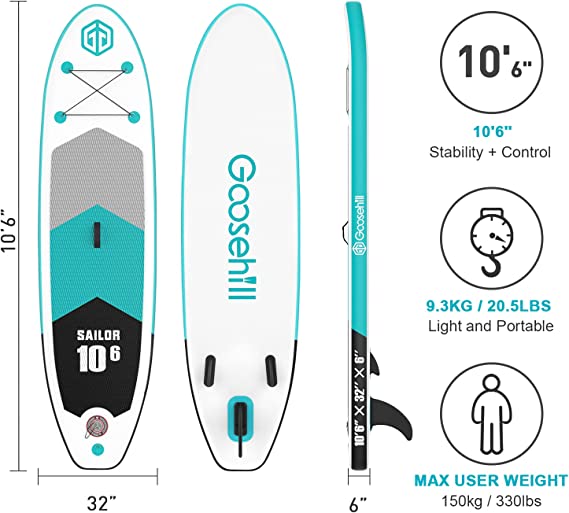 10'6"
SAILOR
10 6
32"
Goosehill
Goosehill
10'6" X 32" X 6"
6"
10'6"
10'6"
Stability + Control
9.3KG / 20.5LBS
Light and Portable
MAX USER WEIGHT
150kg / 330lbs